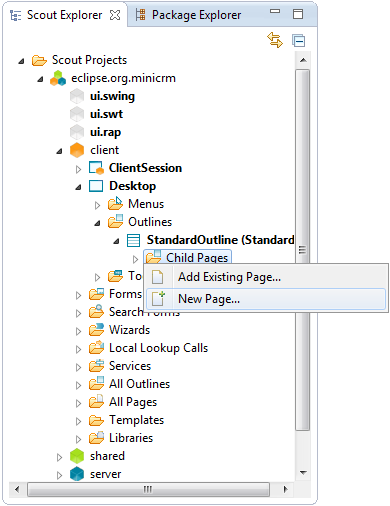 Scout Explorer Package Explorer
Scout Projects
eclipse.org.minicrm
ui.swing
ui.swt
ui.rap
client
ClientSession
Desktop
Menus
Outlines
StandardOutline (Standard
Child Pages
To
Add Existing Page...
New Page...
Forms
Search Forms
Wizards
Local Lookup Calls
Services
All Outlines
All Pages
Templates
Libraries
shared
server